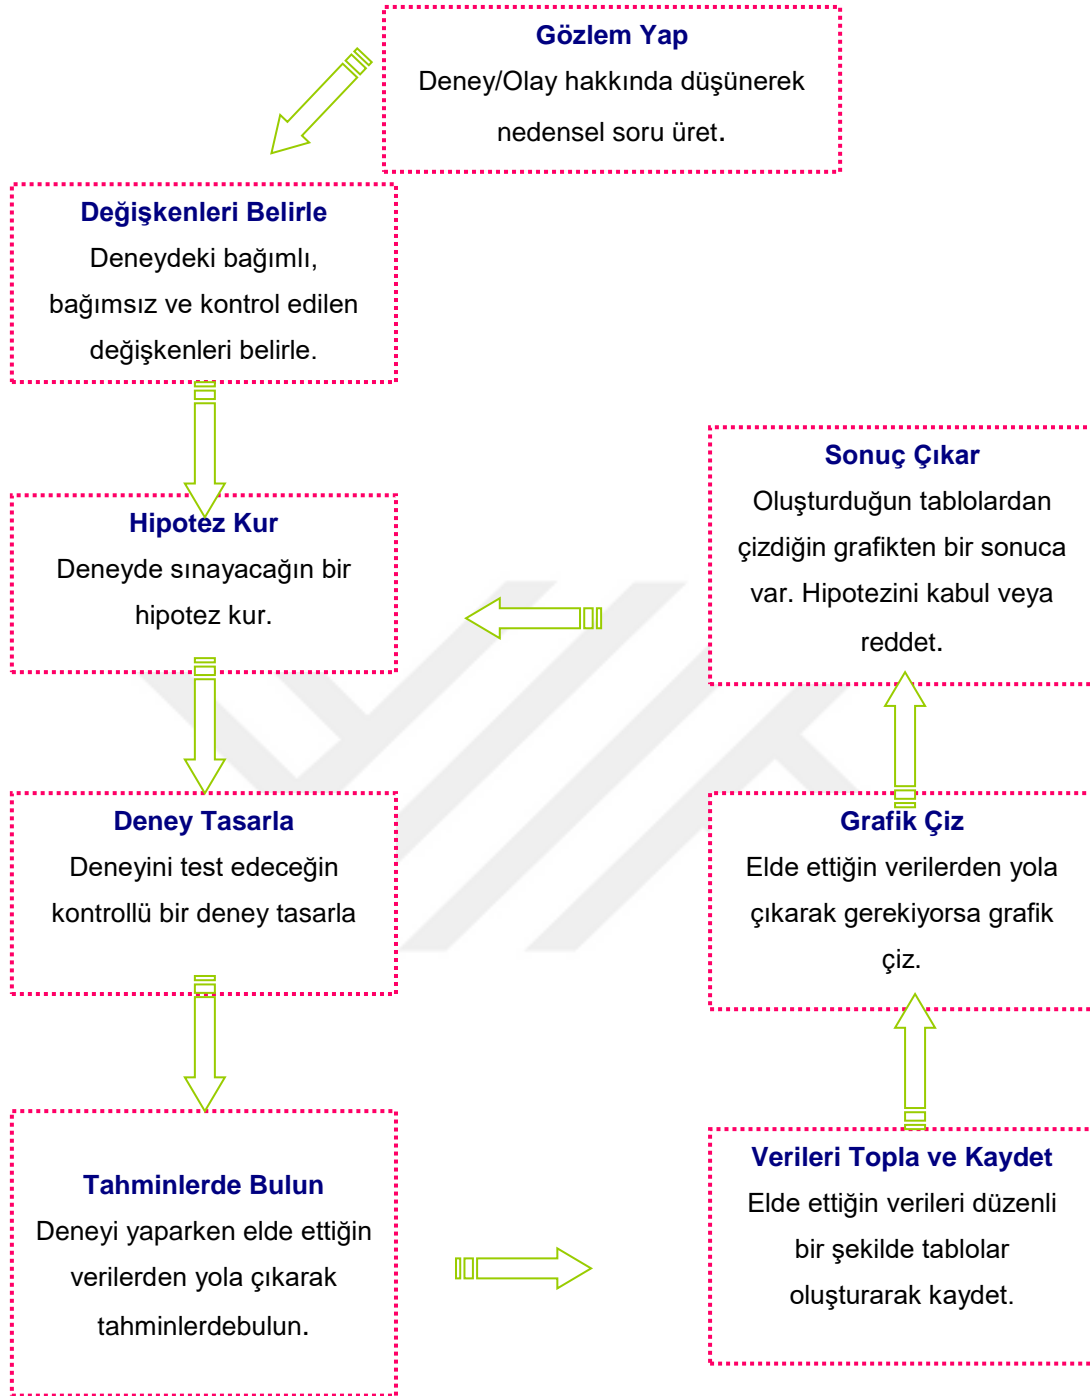 Gözlem Yap
Deney/Olay hakkında düşünerek
nedensel soru üret.
Değişkenleri Belirle
Deneydeki bağımlı,
bağımsız ve kontrol edilen
değişkenleri belirle.
Hipotez Kur
Deneyde sınayacağın bir
hipotez kur.
Deney Tasarla
Deneyini test edeceğin
kontrollü bir deney tasarla
Tahminlerde Bulun
Deneyi yaparken elde ettiğin
verilerden yola çıkarak
tahminlerdebulun.
Verileri Topla ve Kaydet
Elde ettiğin verileri düzenli
bir şekilde tablolar
oluşturarak kaydet.
Grafik Çiz
Elde ettiğin verilerden yola
çıkarak gerekiyorsa grafik
çiz.
Sonuç Çıkar
Oluşturduğun tablolardan
çizdiğin grafikten bir sonuca
var. Hipotezini kabul veya
reddet.